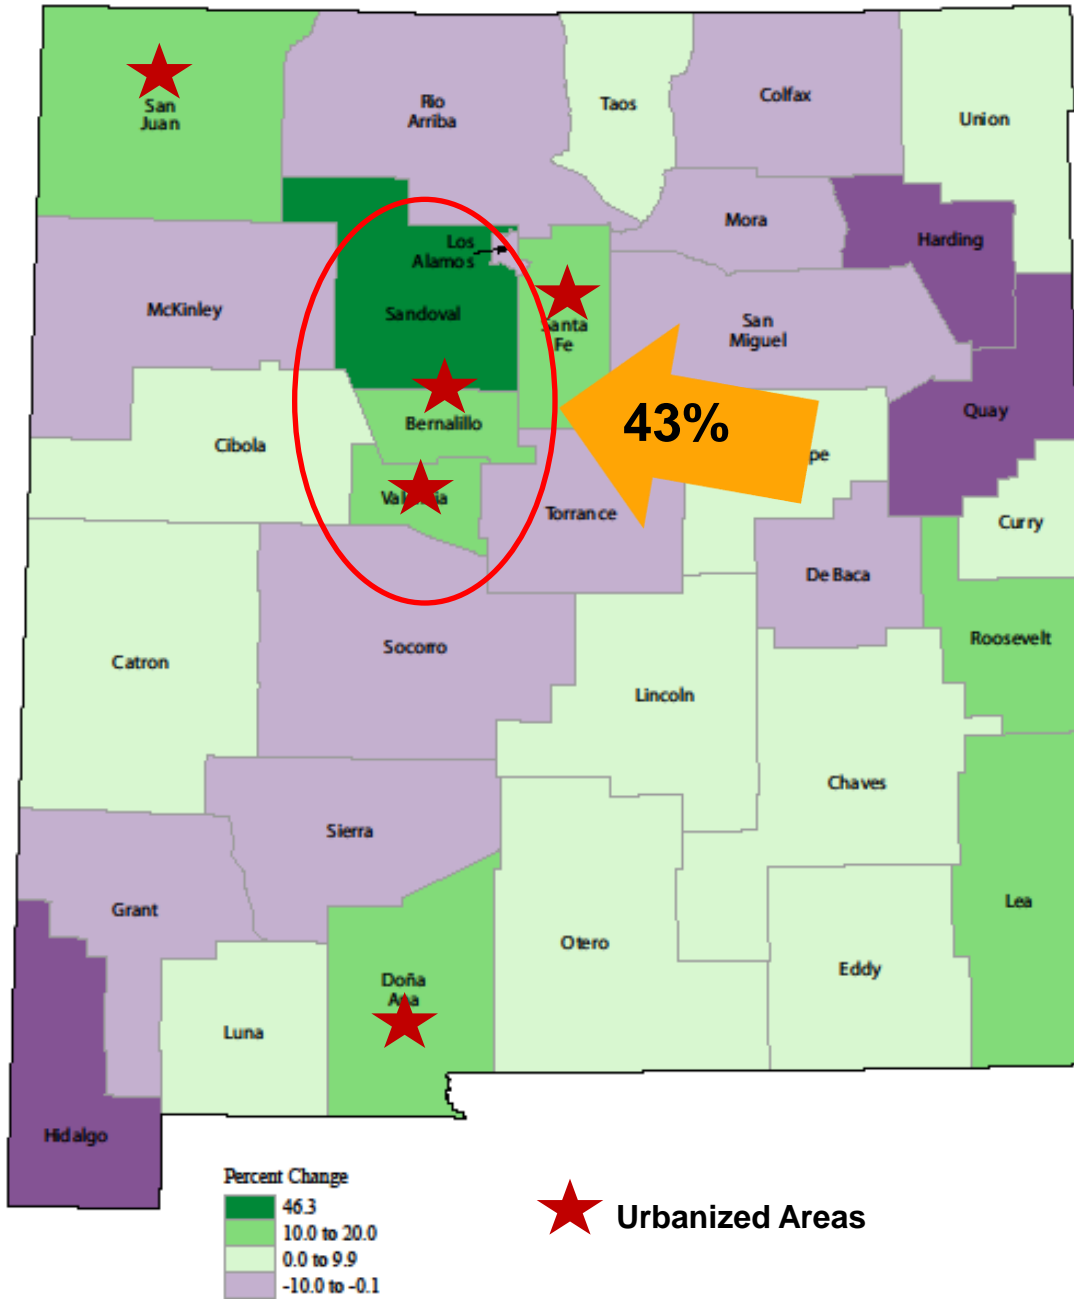 San
Juan
Rio
Arriba
Taos
Colfax
Union
Mora
Harding
Los
Alamos
McKinley
Sandoval
Santa
Fe
San
Miguel
Quay
43%
Bernalillo
Cibola
pe
Torrance
Curry
De Baca
Roosevelt
Socorro
Catron
Lincoln
Chaves
Sierra
Lea
Grant
Otero
Eddy
Doña
Luna
Hidalgo
Percent Change
46.3
10.0 to 20.0
0.0 to 9.9
-10.0 to -0.1
Urbanized Areas